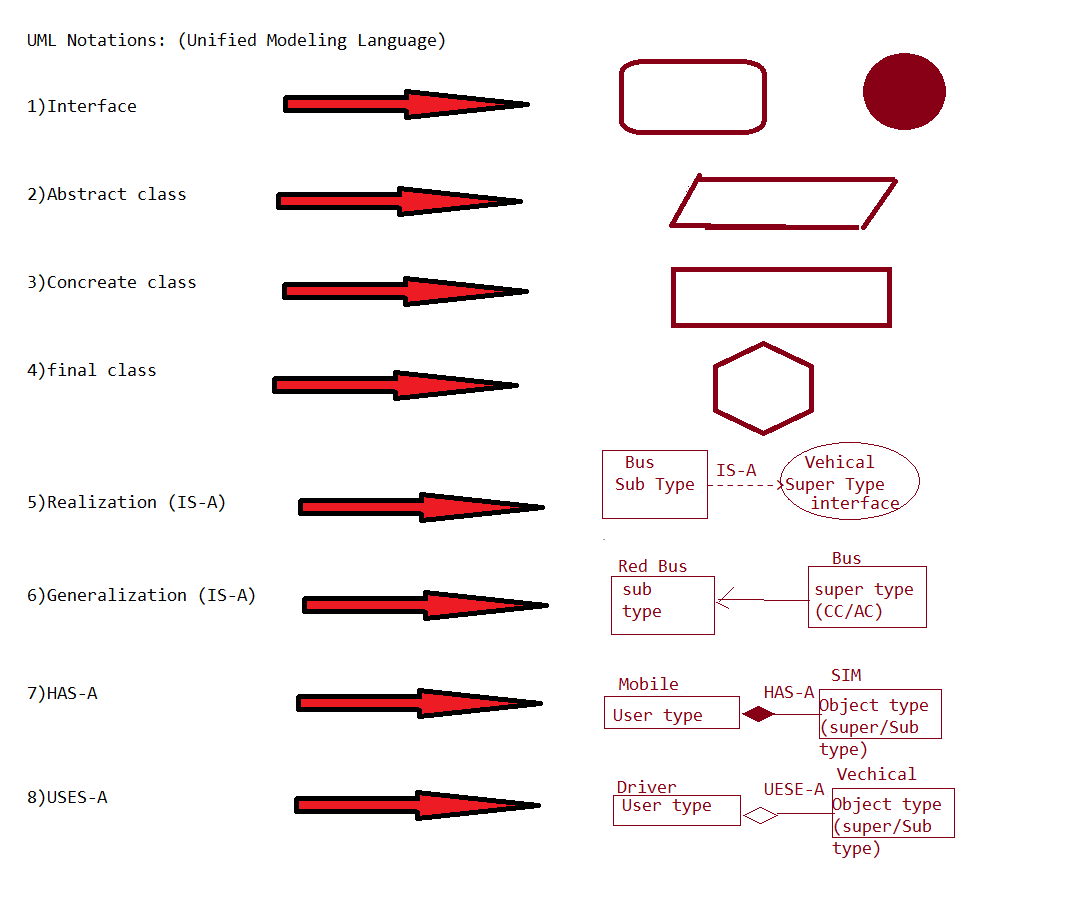 UML Notations: (Unified Modeling Language)
1)Interface
2)Abstract class
3)Concreate class
4)final class
5)Realization (IS-A)
Bus
Sub Type
IS-A
Vehical
Super Type
interface
6)Generalization (IS-A)
Red Bus
sub
type
Bus
super type
(CC/AC)
7)HAS-A
Mobile
User type
HAS-A
SIM
Object type
(super/Sub
type)
8)USES-A
Driver
User type
UESE-A
Vechical
Object type
(super/Sub
type)